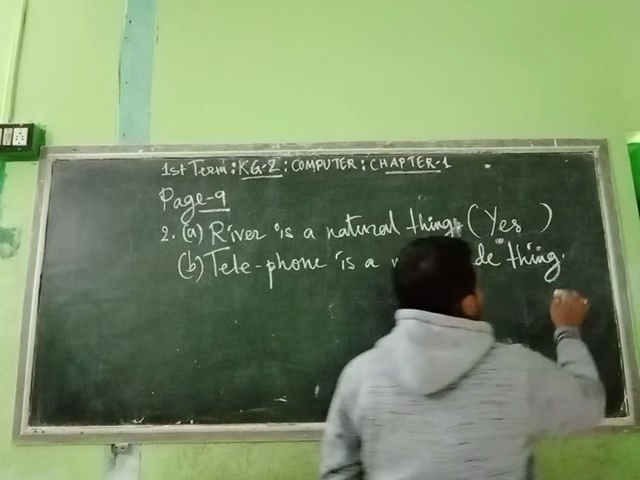 1st Term : KG-2 : COMPUTER : CHAPTER-1
Page-9
2. (a) River is a natural thing. (Yes )
(b) Tele-phone is a thing.